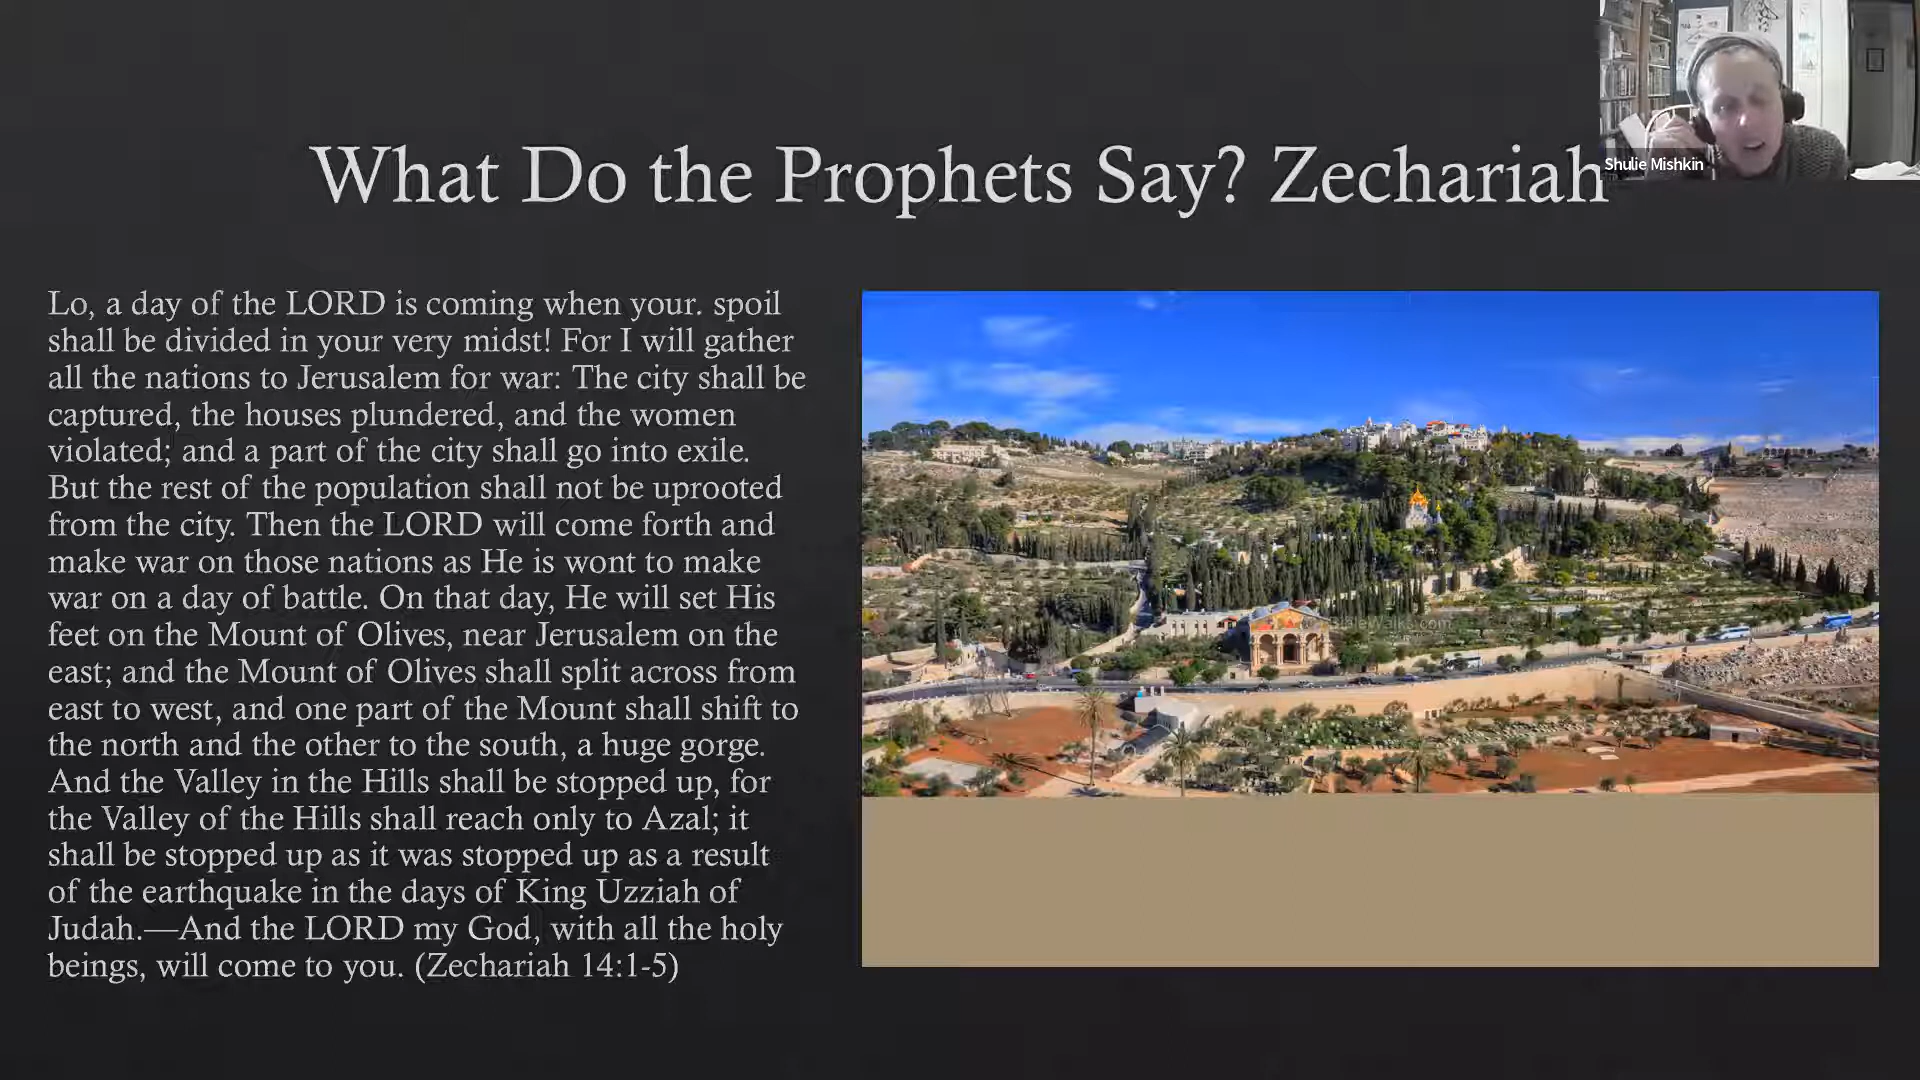 Shulie Mishkin
What Do the Prophets Say? Zechariah
Lo, a day of the LORD is coming when your. spoil
shall be divided in your very midst! For I will gather
all the nations to Jerusalem for war: The city shall be
captured, the houses plundered, and the women
violated; and a part of the city shall go into exile.
But the rest of the population shall not be uprooted
from the city. Then the LORD will come forth and
make war on those nations as He is wont to make
war on a day of battle. On that day, He will set His
feet on the Mount of Olives, near Jerusalem on the
east; and the Mount of Olives shall split across from
east to west, and one part of the Mount shall shift to
the north and the other to the south, a huge gorge.
And the Valley in the Hills shall be stopped up, for
the Valley of the Hills shall reach only to Azal; it
shall be stopped up as it was stopped up as a result
of the earthquake in the days of King Uzziah of
Judah.—And the LORD my God, with all the holy
beings, will come to you. (Zechariah 14:1-5)
BibleWalks.com